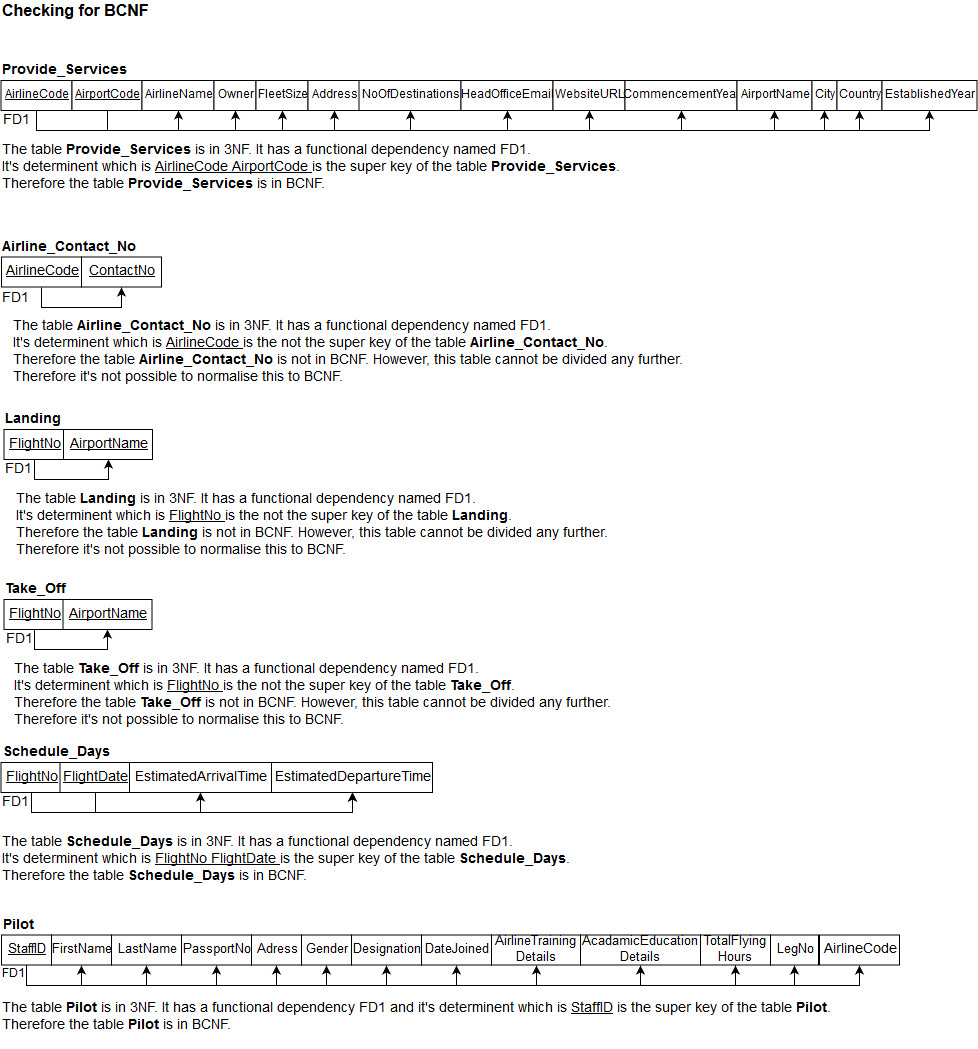 Checking for BCNF
Provide_Services
AirlineCode AirportCode AirlineName Owner FleetSize Address NoOfDestinations HeadOfficeEmai WebsiteURL CommencementYea AirportName City Country EstablishedYear
FD1
The table Provide_Services is in 3NF. It has a functional dependency named FD1.
It's determinent which is AirlineCode AirportCode is the super key of the table Provide_Services.
Therefore the table Provide_Services is in BCNF.
Airline_Contact_No
AirlineCode ContactNo
FD1
The table Airline_Contact_No is in 3NF. It has a functional dependency named FD1.
It's determinent which is AirlineCode is the not the super key of the table Airline_Contact_No.
Therefore the table Airline_Contact_No is not in BCNF. However, this table cannot be divided any further.
Therefore it's not possible to normalise this to BCNF.
Landing
FlightNo AirportName
FD1
The table Landing is in 3NF. It has a functional dependency named FD1.
It's determinent which is FlightNo is the not the super key of the table Landing.
Therefore the table Landing is not in BCNF. However, this table cannot be divided any further.
Therefore it's not possible to normalise this to BCNF.
Take_Off
FlightNo AirportName
FD1
The table Take_Off is in 3NF. It has a functional dependency named FD1.
It's determinent which is FlightNo is the not the super key of the table Take_Off.
Therefore the table Take_Off is not in BCNF. However, this table cannot be divided any further.
Therefore it's not possible to normalise this to BCNF.
Schedule_Days
FlightNo FlightDate EstimatedArrivalTime EstimatedDepartureTime
FD1
The table Schedule_Days is in 3NF. It has a functional dependency named FD1.
It's determinent which is FlightNo FlightDate is the super key of the table Schedule_Days.
Therefore the table Schedule_Days is in BCNF.
Pilot
StaffID FirstName LastName PassportNo Adress Gender Designation DateJoined AirlineTraining Details AcadamicEducation Details TotalFlying Hours LegNo AirlineCode
FD1
The table Pilot is in 3NF. It has a functional dependency FD1 and it's determinent which is StaffID is the super key of the table Pilot.
Therefore the table Pilot is in BCNF.